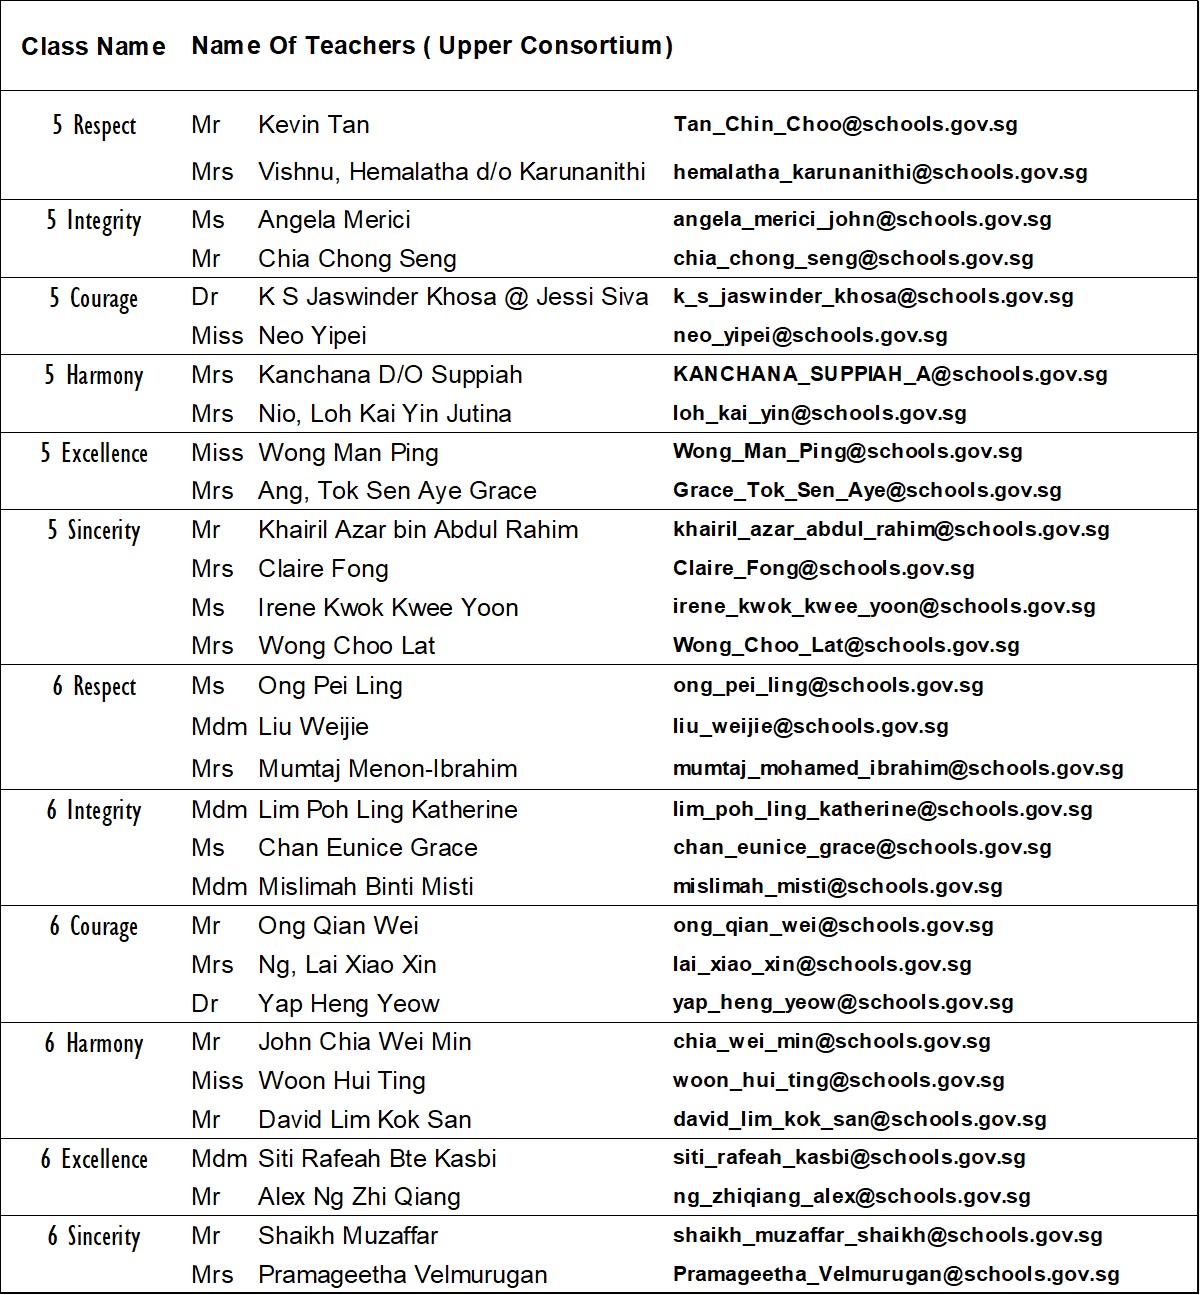 Class Name Name Of Teachers ( Upper Consortium)
5 Respect Mr Kevin Tan Tan_Chin_Choo@schools.gov.sg
Mrs Vishnu, Hemalatha d/o Karunanithi hemalatha_karunanithi@schools.gov.sg
5 Integrity Ms Angela Merici angela_merici_john@schools.gov.sg
Mr Chia Chong Seng chia_chong_seng@schools.gov.sg
5 Courage Dr K S Jaswinder Khosa @ Jessi Siva k_s_jaswinder_khosa@schools.gov.sg
Miss Neo Yipei neo_yipei@schools.gov.sg
5 Harmony Mrs Kanchana D/O Suppiah KANCHANA_SUPPIAH_A@schools.gov.sg
Mrs Nio, Loh Kai Yin Jutina loh_kai_yin@schools.gov.sg
5 Excellence Miss Wong Man Ping Wong_Man_Ping@schools.gov.sg
Mrs Ang, Tok Sen Aye Grace Grace_Tok_Sen_Aye@schools.gov.sg
5 Sincerity Mr Khairil Azar bin Abdul Rahim khairil_azar_abdul_rahim@schools.gov.sg
Mrs Claire Fong Claire_Fong@schools.gov.sg
Ms Irene Kwok Kwee Yoon irene_kwok_kwee_yoon@schools.gov.sg
Mrs Wong Choo Lat Wong_Choo_Lat@schools.gov.sg
6 Respect Ms Ong Pei Ling ong_pei_ling@schools.gov.sg
Mdm Liu Weijie liu_weijie@schools.gov.sg
Mrs Mumtaj Menon-Ibrahim mumtaj_mohamed_ibrahim@schools.gov.sg
6 Integrity Mdm Lim Poh Ling Katherine lim_poh_ling_katherine@schools.gov.sg
Ms Chan Eunice Grace chan_eunice_grace@schools.gov.sg
Mdm Mislimah Binti Misti mislimah_misti@schools.gov.sg
6 Courage Mr Ong Qian Wei ong_qian_wei@schools.gov.sg
Mrs Ng, Lai Xiao Xin lai_xiao_xin@schools.gov.sg
Dr Yap Heng Yeow yap_heng_yeow@schools.gov.sg
6 Harmony Mr John Chia Wei Min chia_wei_min@schools.gov.sg
Miss Woon Hui Ting woon_hui_ting@schools.gov.sg
Mr David Lim Kok San david_lim_kok_san@schools.gov.sg
6 Excellence Mdm Siti Rafeah Bte Kasbi siti_rafeah_kasbi@schools.gov.sg
Mr Alex Ng Zhi Qiang ng_zhiqiang_alex@schools.gov.sg
6 Sincerity Mr Shaikh Muzaffar shaikh_muzaffar_shaikh@schools.gov.sg
Mrs Pramageetha Velmurugan Pramageetha_Velmurugan@schools.gov.sg